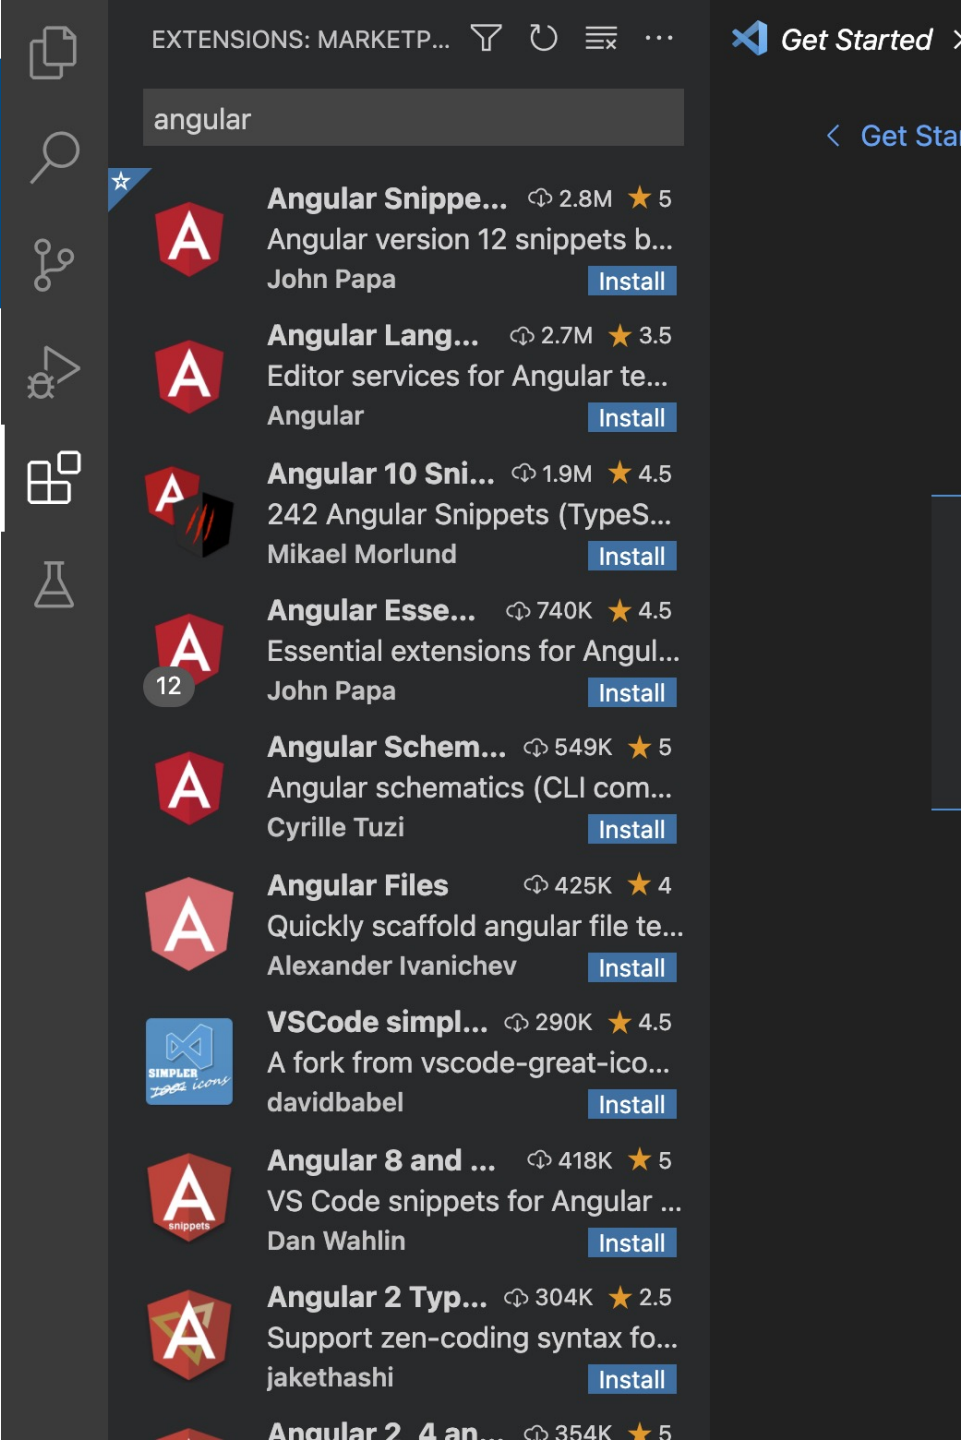 EXTENSIONS: MARKETP...
Get Started
angular
Get Sta
Angular Snippe... 2.8M 5
Angular version 12 snippets b...
John Papa Install
Angular Lang... 2.7M 3.5
Editor services for Angular te...
Angular Install
Angular 10 Sni... 1.9M 4.5
242 Angular Snippets (TypeS...
Mikael Morlund Install
Angular Esse... 740K 4.5
Essential extensions for Angul...
12
John Papa Install
Angular Schem... 549K 5
Angular schematics (CLI com...
Cyrille Tuzi Install
Angular Files 425K 4
Quickly scaffold angular file te...
Alexander Ivanichev Install
VSCode simpl... 290K 4.5
A fork from vscode-great-ico...
SIMPLER
icons
davidbabel Install
Angular 8 and ... 418K 5
VS Code snippets for Angular ...
snippets
Dan Wahlin Install
Angular 2 Typ... 304K 2.5
Support zen-coding syntax fo...
jakethashi Install
Angular 2, 4 an... 354K 5